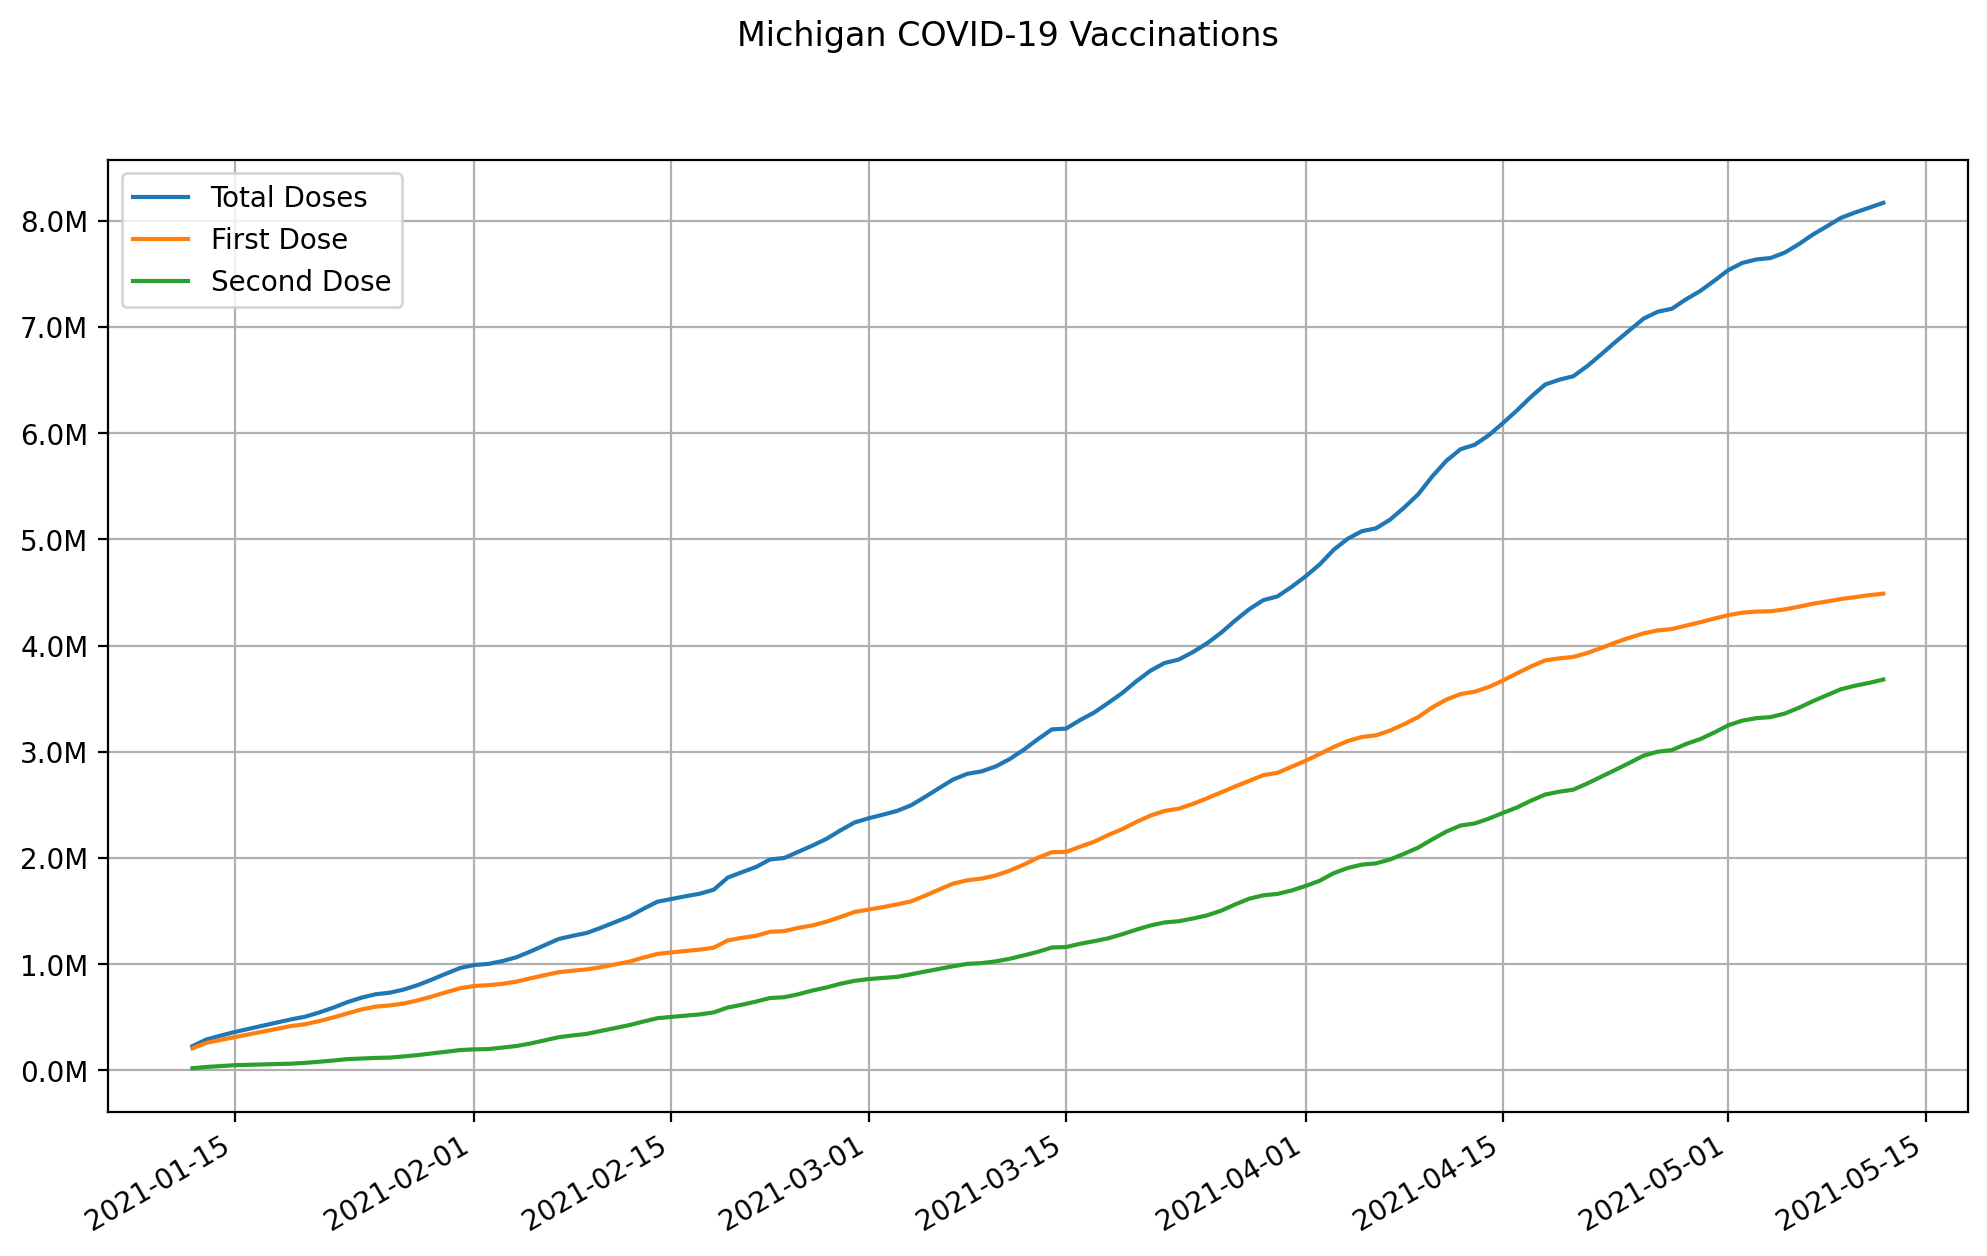 Michigan COVID-19 Vaccinations
Total Doses
First Dose
Second Dose
8.0M
7.0M
6.0M
5.0M
4.0M
3.0M
2.0M
1.0M
0.0M
2021-01-15
2021-02-01
2021-02-15
2021-03-01
2021-03-15
2021-04-01
2021-04-15
2021-05-01
2021-05-15